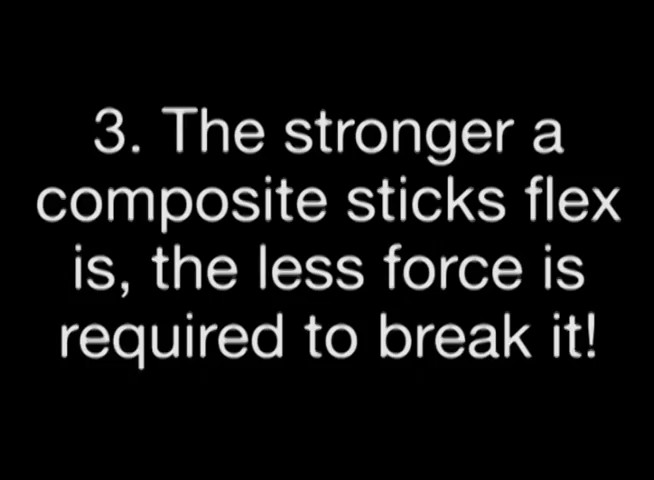 3. The stronger a
composite sticks flex
is, the less force is
required to break it!